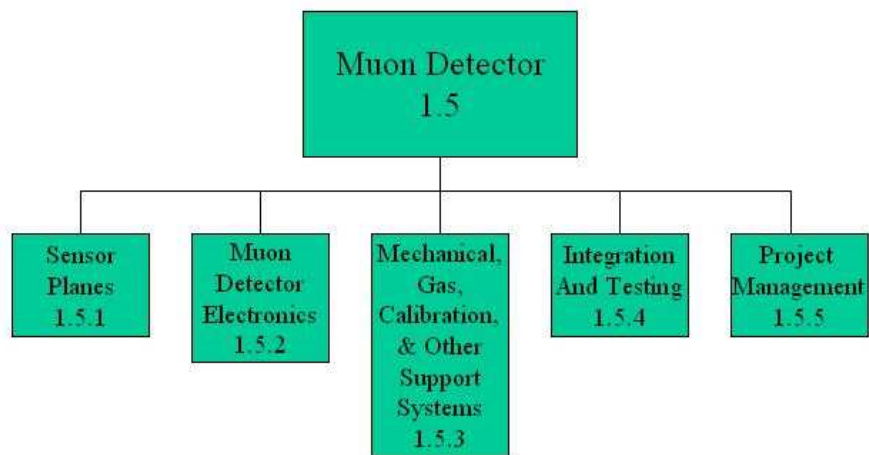 Muon Detector
1.5
Sensor
Planes
1.5.1
Muon
Detector
Electronics
1.5.2
Mechanical,
Gas,
Calibration,
& Other
Support
Systems
1.5.3
Integration
And Testing
1.5.4
Project
Management
1.5.5